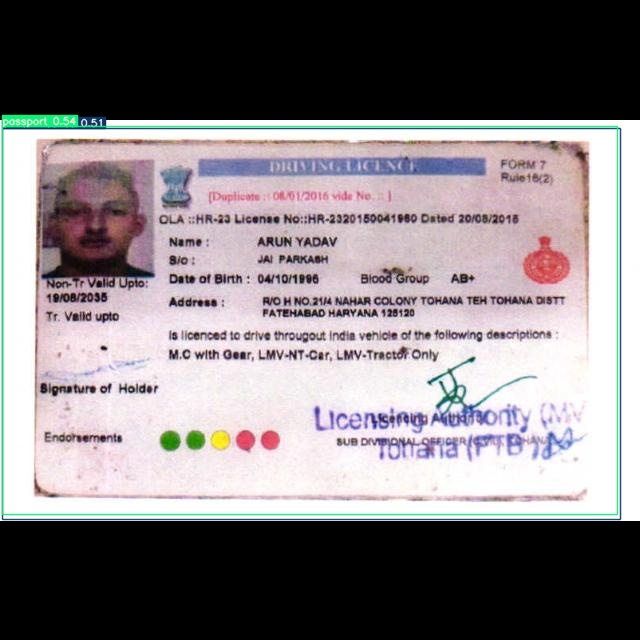 passport 0.54 0.51
DRIVING LICENC
FORM 7
Rule16(2)
[Duplicate :: 08/01/2016 vide No. :: ]
OLA ::HR-23 License No::HR-2320150041980 Dated 20/08/2015
Name : ARUN YADAV
S/o : JAI PARKASH
Date of Birth : 04/10/1996 Blood Group AB+
Non-Tr Valid Upto:
19/08/2035
Tr. Valid upto
Address : R/O H NO.21/4 NAHAR COLONY TOHANA TEH TOHANA DISTT
FATEHABAD HARYANA 125120
is licenced to drive througout India vehicle of the following descriptions :
M.C with Gear, LMV-NT-Car, LMV-Tractor Only
Signature of Holder
Licensing Authority (MV
Licensing Authority
Endorsements
SUB DIVISIONAL OFFICER (CIVIL) TOHANA
Tohana (FTB)